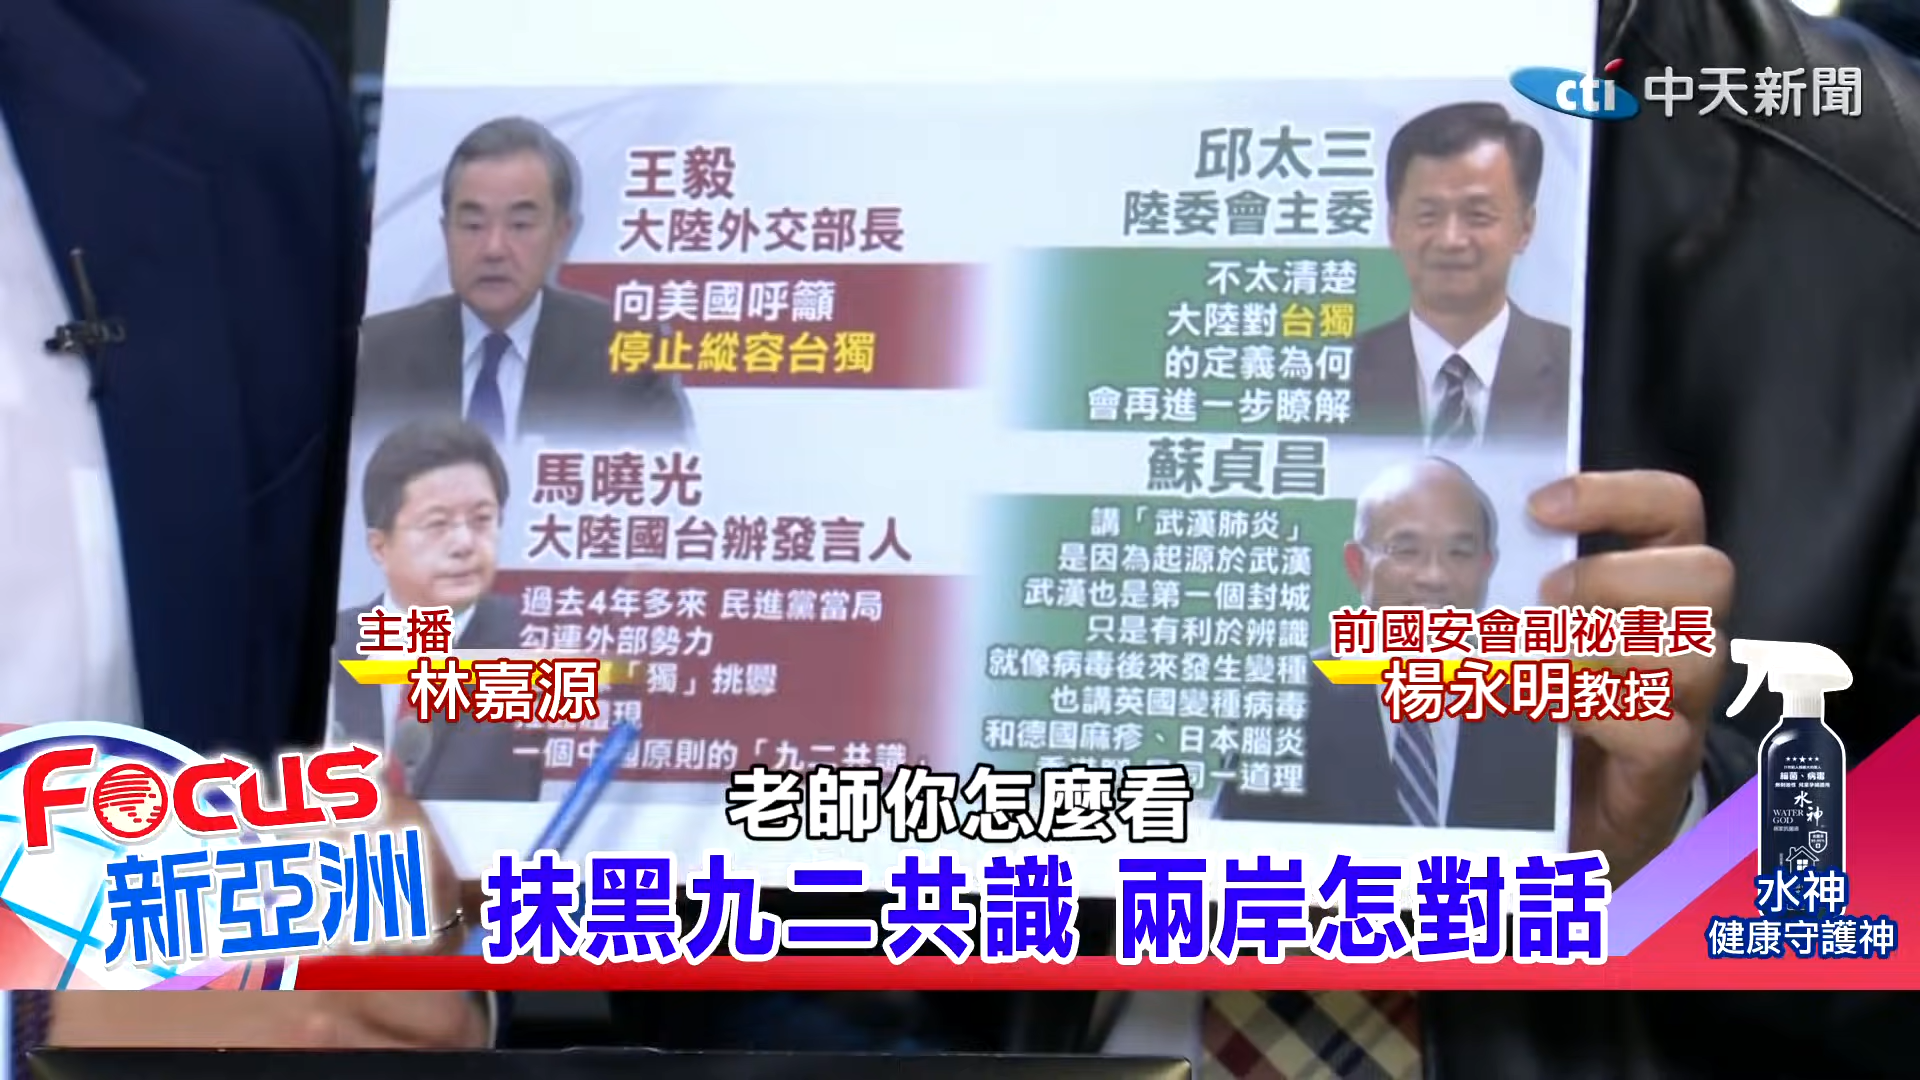 cti 中天新聞
王毅
大陸外交部長
向美國呼籲
停止縱容台獨
邱太三
陸委會主委
不太清楚
大陸對台獨
的定義為何
會再進一步瞭解
馬曉光
大陸國台辦發言人
過去4年多來 民進黨當局
勾連外部勢力
「獨」挑釁
一個中國原則的「九二共識」
蘇貞昌
講「武漢肺炎」
是因為起源於武漢
武漢也是第一個封城
只是有利於辨識
就像病毒後來發生變種
也講英國變種病毒
和德國麻疹、日本腦炎
同一道理
主播
林嘉源
前國安會副祕書長
楊永明教授
老師你怎麼看
Focus
新亞洲
抹黑九二共識 兩岸怎對話
細菌、病毒
水神
WATER
GOD
水神
健康守護神